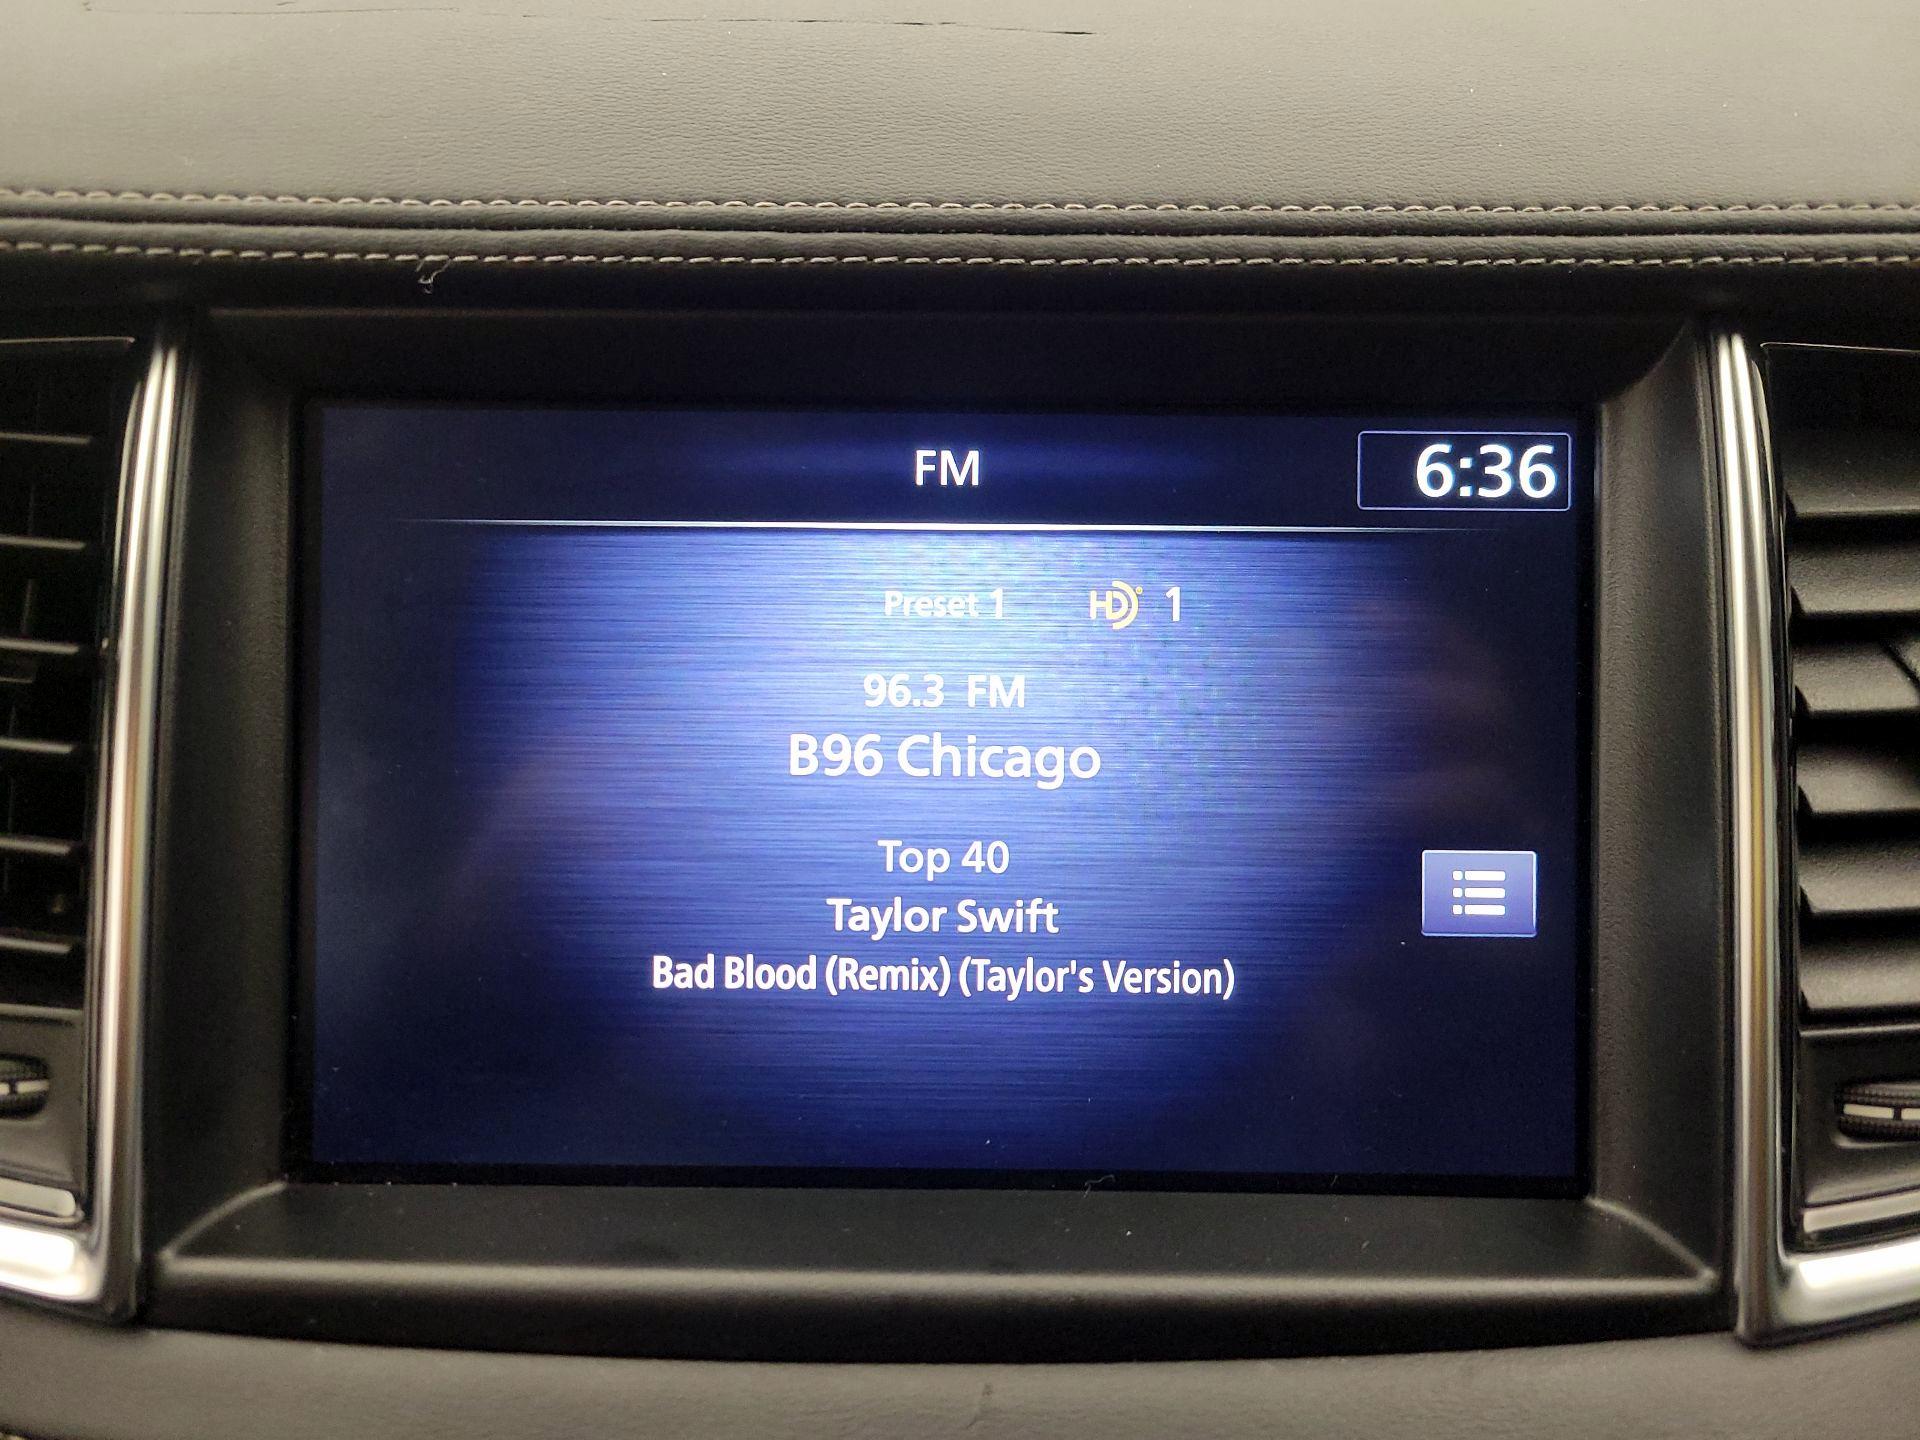 FM
6:36
Preset 1 HD 1
96.3 FM
B96 Chicago
Top 40
Taylor Swift
Bad Blood (Remix) (Taylor's Version)